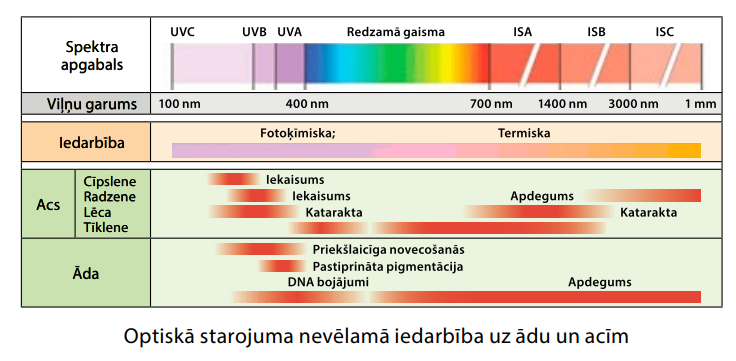 UVC UVB UVA Redzamā gaisma ISA ISB ISC
Spektra
apgabals
Viļņu garums 100 nm 400 nm 700 nm 1400 nm 3000 nm 1 mm
Iedarbība Fotoķīmiska; Termiska
Acs
Cīpslene Iekaisums
Radzene Iekaisums Apdegums
Lēca Katarakta Katarakta
Tīklene
Āda
Priekšlaicīga novecošanās
Pastiprināta pigmentācija
DNA bojājumi Apdegums
Optiskā starojuma nevēlamā iedarbība uz ādu un acīm